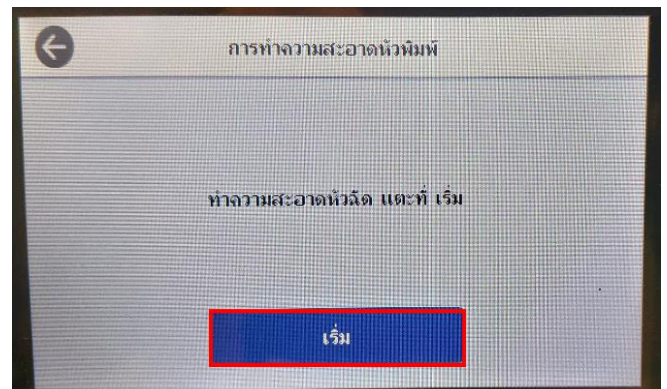 การทำความสะอาดหัวพิมพ์
ทำความสะอาดหัวฉีด แตะที่ เริ่ม
เริ่ม